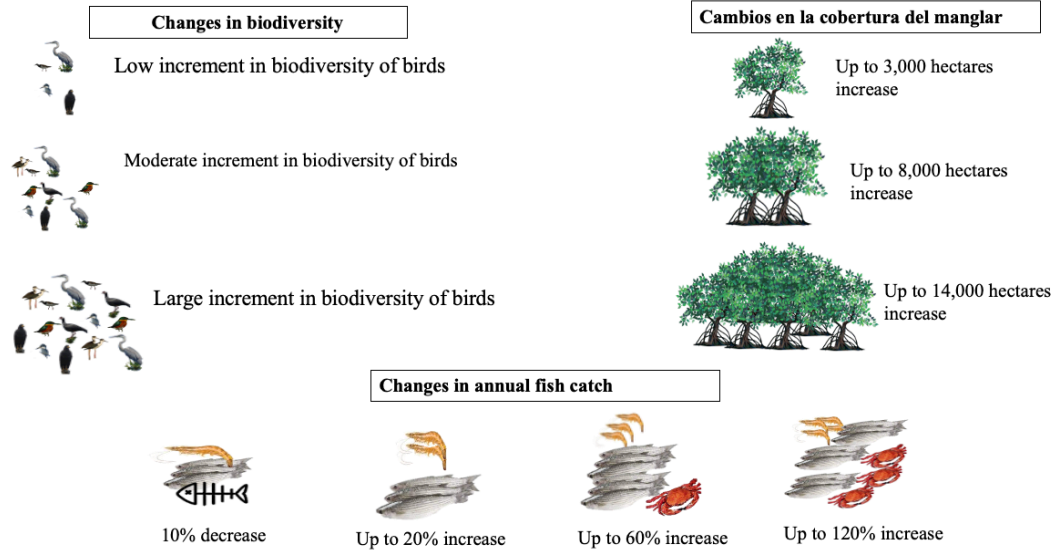 Changes in biodiversity
Low increment in biodiversity of birds
Moderate increment in biodiversity of birds
Large increment in biodiversity of birds
Cambios en la cobertura del manglar
Up to 3,000 hectares
increase
Up to 8,000 hectares
increase
Up to 14,000 hectares
increase
Changes in annual fish catch
10% decrease
Up to 20% increase
Up to 60% increase
Up to 120% increase